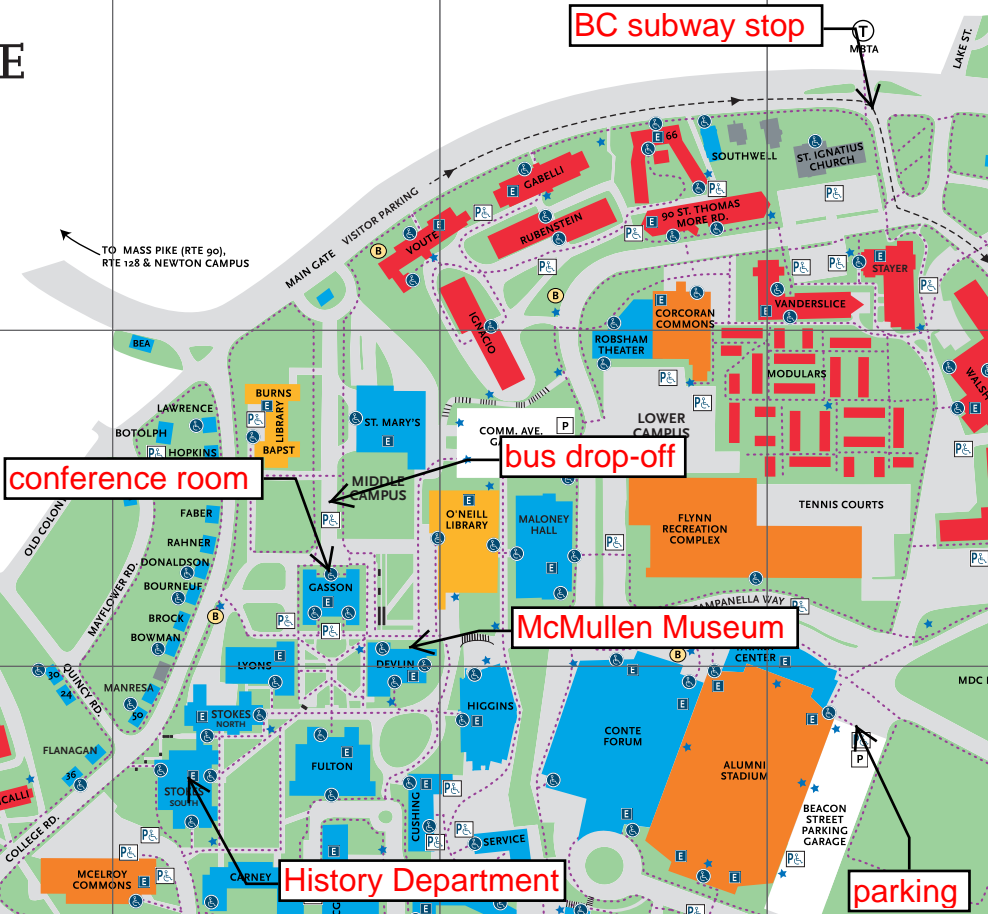 E
BC subway stop
T
MBTA
LAKE ST.
66
SOUTHWELL
ST. IGNATIUS
CHURCH
GABELLI
VISITOR PARKING
90 ST. THOMAS
MORE RD.
RUBENSTEIN
VOUTE
B
TO MASS PIKE (RTE 90),
RTE 128 & NEWTON CAMPUS
MAIN GATE
STAYER
B
VANDERSLICE
IGNACIO
CORCORAN
COMMONS
ROBSHAM
THEATER
BEA
MODULARS
WALSH
BURNS
LIBRARY
BAPST
LAWRENCE
BOTOLPH
HOPKINS
ST. MARY'S
COMM. AVE.
P
LOWER
CAMPUS
bus drop-off
conference room
MIDDLE
CAMPUS
OLD COLON
FABER
O'NEILL
LIBRARY
MALONEY
HALL
FLYNN
RECREATION
COMPLEX
TENNIS COURTS
RAHNER
DONALDSON
BOURNEUF
MAYFLOWER RD.
GASSON
BROCK
B
BOWMAN
CAMPANELLA WAY
McMullen Museum
B
CENTER
LYONS
DEVLIN
30
24
QUINCY RD.
MANRESA
50
MDC
STOKES
NORTH
HIGGINS
CONTE
FORUM
FLANAGAN
36
FULTON
P
ALUMNI
STADIUM
STOKES
SOUTH
CALLI
COLLEGE RD.
CUSHING
BEACON
STREET
PARKING
GARAGE
SERVICE
MCELROY
COMMONS
CARNEY
History Department
parking